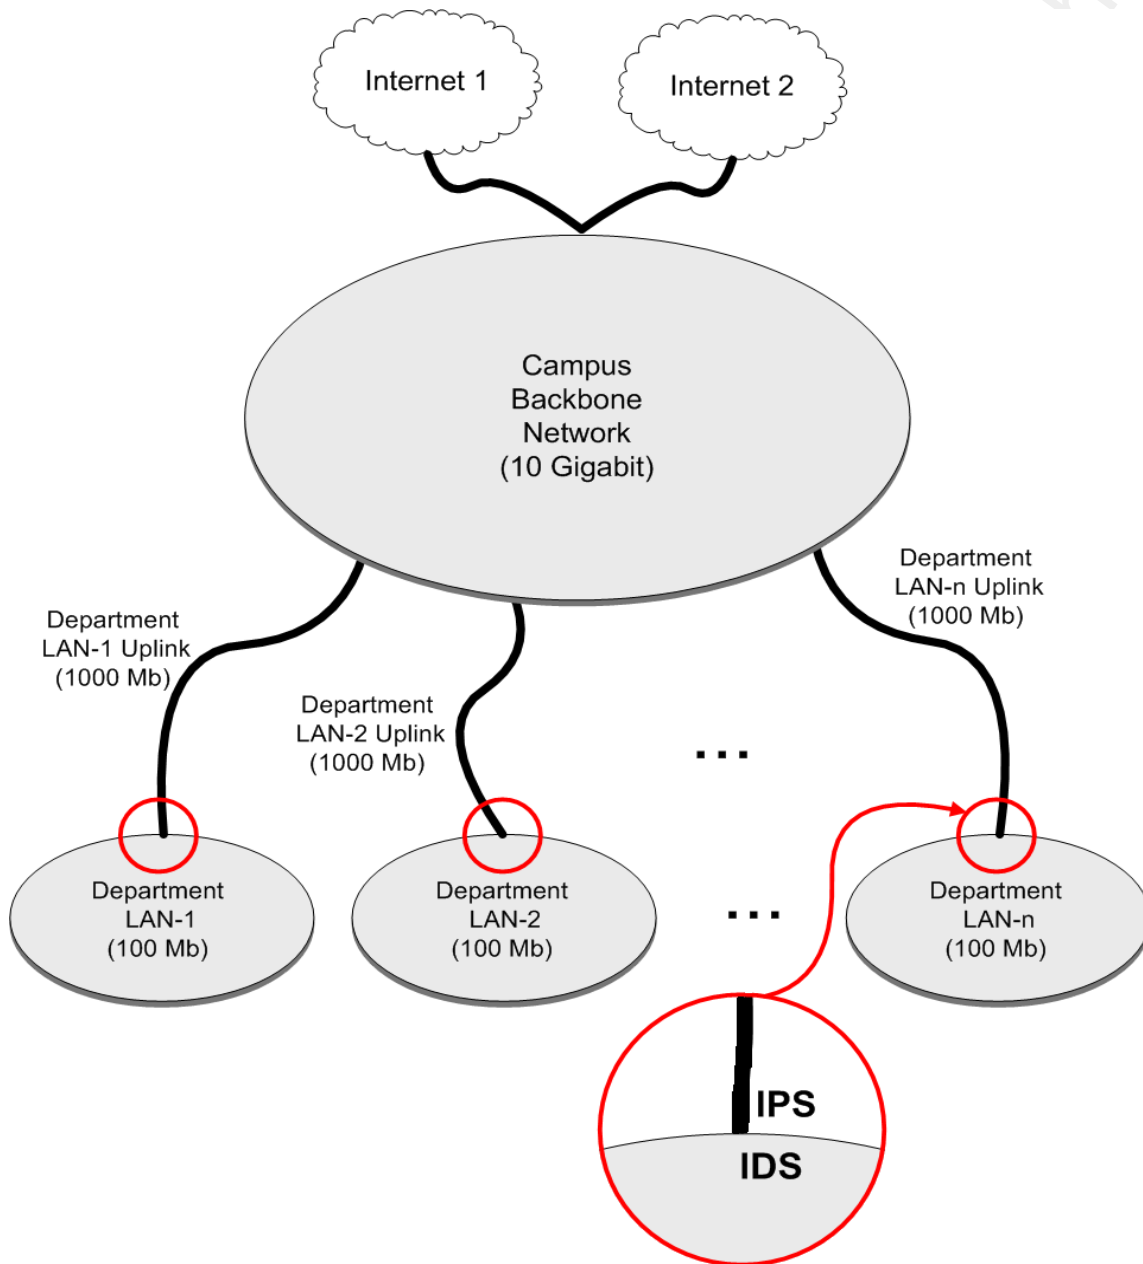 Internet 1
Internet 2
Campus
Backbone
Network
(10 Gigabit)
Department
LAN-n Uplink
(1000 Mb)
Department
LAN-1 Uplink
(1000 Mb)
Department
LAN-2 Uplink
(1000 Mb)
...
Department
LAN-1
(100 Mb)
Department
LAN-2
(100 Mb)
...
Department
LAN-n
(100 Mb)
IPS
IDS